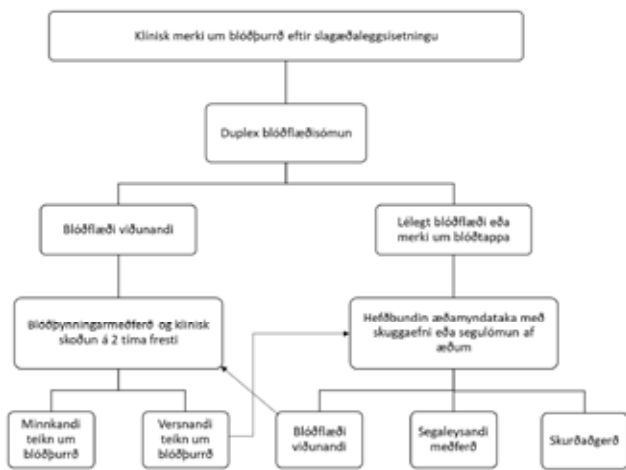 Klínisk merki um blóðþurrð eftir slagæðaleggsísetningu
Duplex blóðflæðisómun
Blóðflæði viðunandi
Lélegt blóðflæði eða
merki um blóðtappa
Blóðþynningarmeðferð og klínisk
skoðun á 2 tíma fresti
Hefðbundin æðamyndataka með
skuggaefni eða segulómun af
æðum
Minnkandi
teikn um
blóðþurrð
Versnandi
teikn um
blóðþurrð
Blóðflæði
viðunandi
Segaleysandi
meðferð
Skurðaðgerð